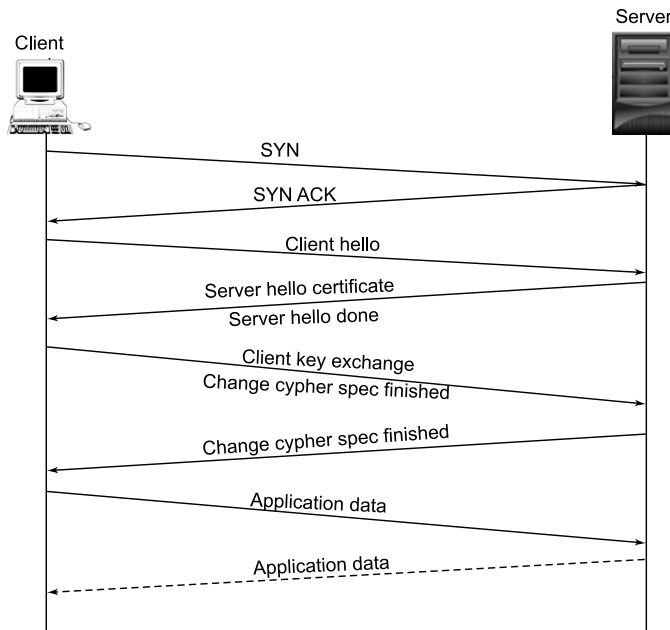 Server
Client
SYN
SYN ACK
Client hello
Server hello certificate
Server hello done
Client key exchange
Change cypher spec finished
Change cypher spec finished
Application data
Application data